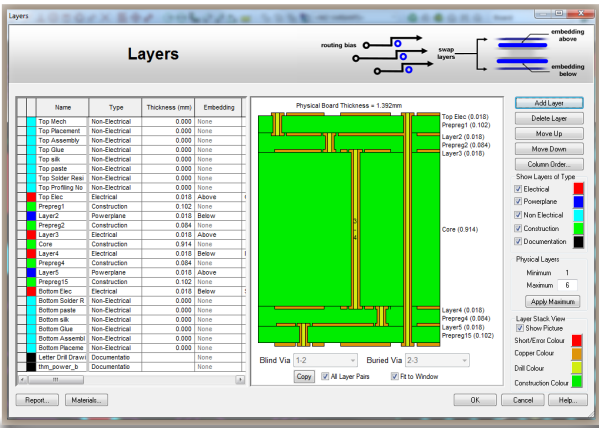 Layers
Layers
routing bias
swap
layers
embedding
above
embedding
below
Name Type Thickness (mm) Embedding
Top Mech Non-Electrical 0.000 None
Top Placement Non-Electrical 0.000 None
Top Assembly Non-Electrical 0.000 None
Top Glue Non-Electrical 0.000 None
Top silk Non-Electrical 0.000 None
Top paste Non-Electrical 0.000 None
Top Solder Resi Non-Electrical 0.000 None
Top Profiling No Non-Electrical 0.000 None
Top Elec Electrical 0.018 Above
Prepreg1 Construction 0.102 None
Layer2 Powerplane 0.018 Below
Prepreg2 Construction 0.084 None
Layer3 Electrical 0.018 Above
Core Construction 0.914 None
Layer4 Electrical 0.018 Below
Prepreg4 Construction 0.084 None
Layer5 Powerplane 0.018 Above
Prepreg15 Construction 0.102 None
Bottom Elec Electrical 0.018 Below
Bottom Solder R Non-Electrical 0.000 None
Bottom paste Non-Electrical 0.000 None
Bottom silk Non-Electrical 0.000 None
Bottom Glue Non-Electrical 0.000 None
Bottom Assembl Non-Electrical 0.000 None
Bottom Placeme Non-Electrical 0.000 None
Letter Drill Drawi Documentatio None
thm_power_b Documentatio None
Physical Board Thickness = 1.392mm
Top Elec (0.018)
Prepreg1 (0.102)
Layer2 (0.018)
Prepreg2 (0.084)
Layer3 (0.018)
Core (0.914)
Layer4 (0.018)
Prepreg4 (0.084)
Layer5 (0.018)
Prepreg15 (0.102)
Blind Via 1-2 Buried Via 2-3
Copy All Layer Pairs Fit to Window
Add Layer
Delete Layer
Move Up
Move Down
Column Order...
Show Layers of Type
Electrical
Powerplane
Non Electrical
Construction
Documentation
Physical Layers
Minimum 1
Maximum 6
Apply Maximum
Layer Stack View
Show Picture
Short/Error Colour
Copper Colour
Drill Colour
Construction Colour
Report... Materials... OK Cancel Help...